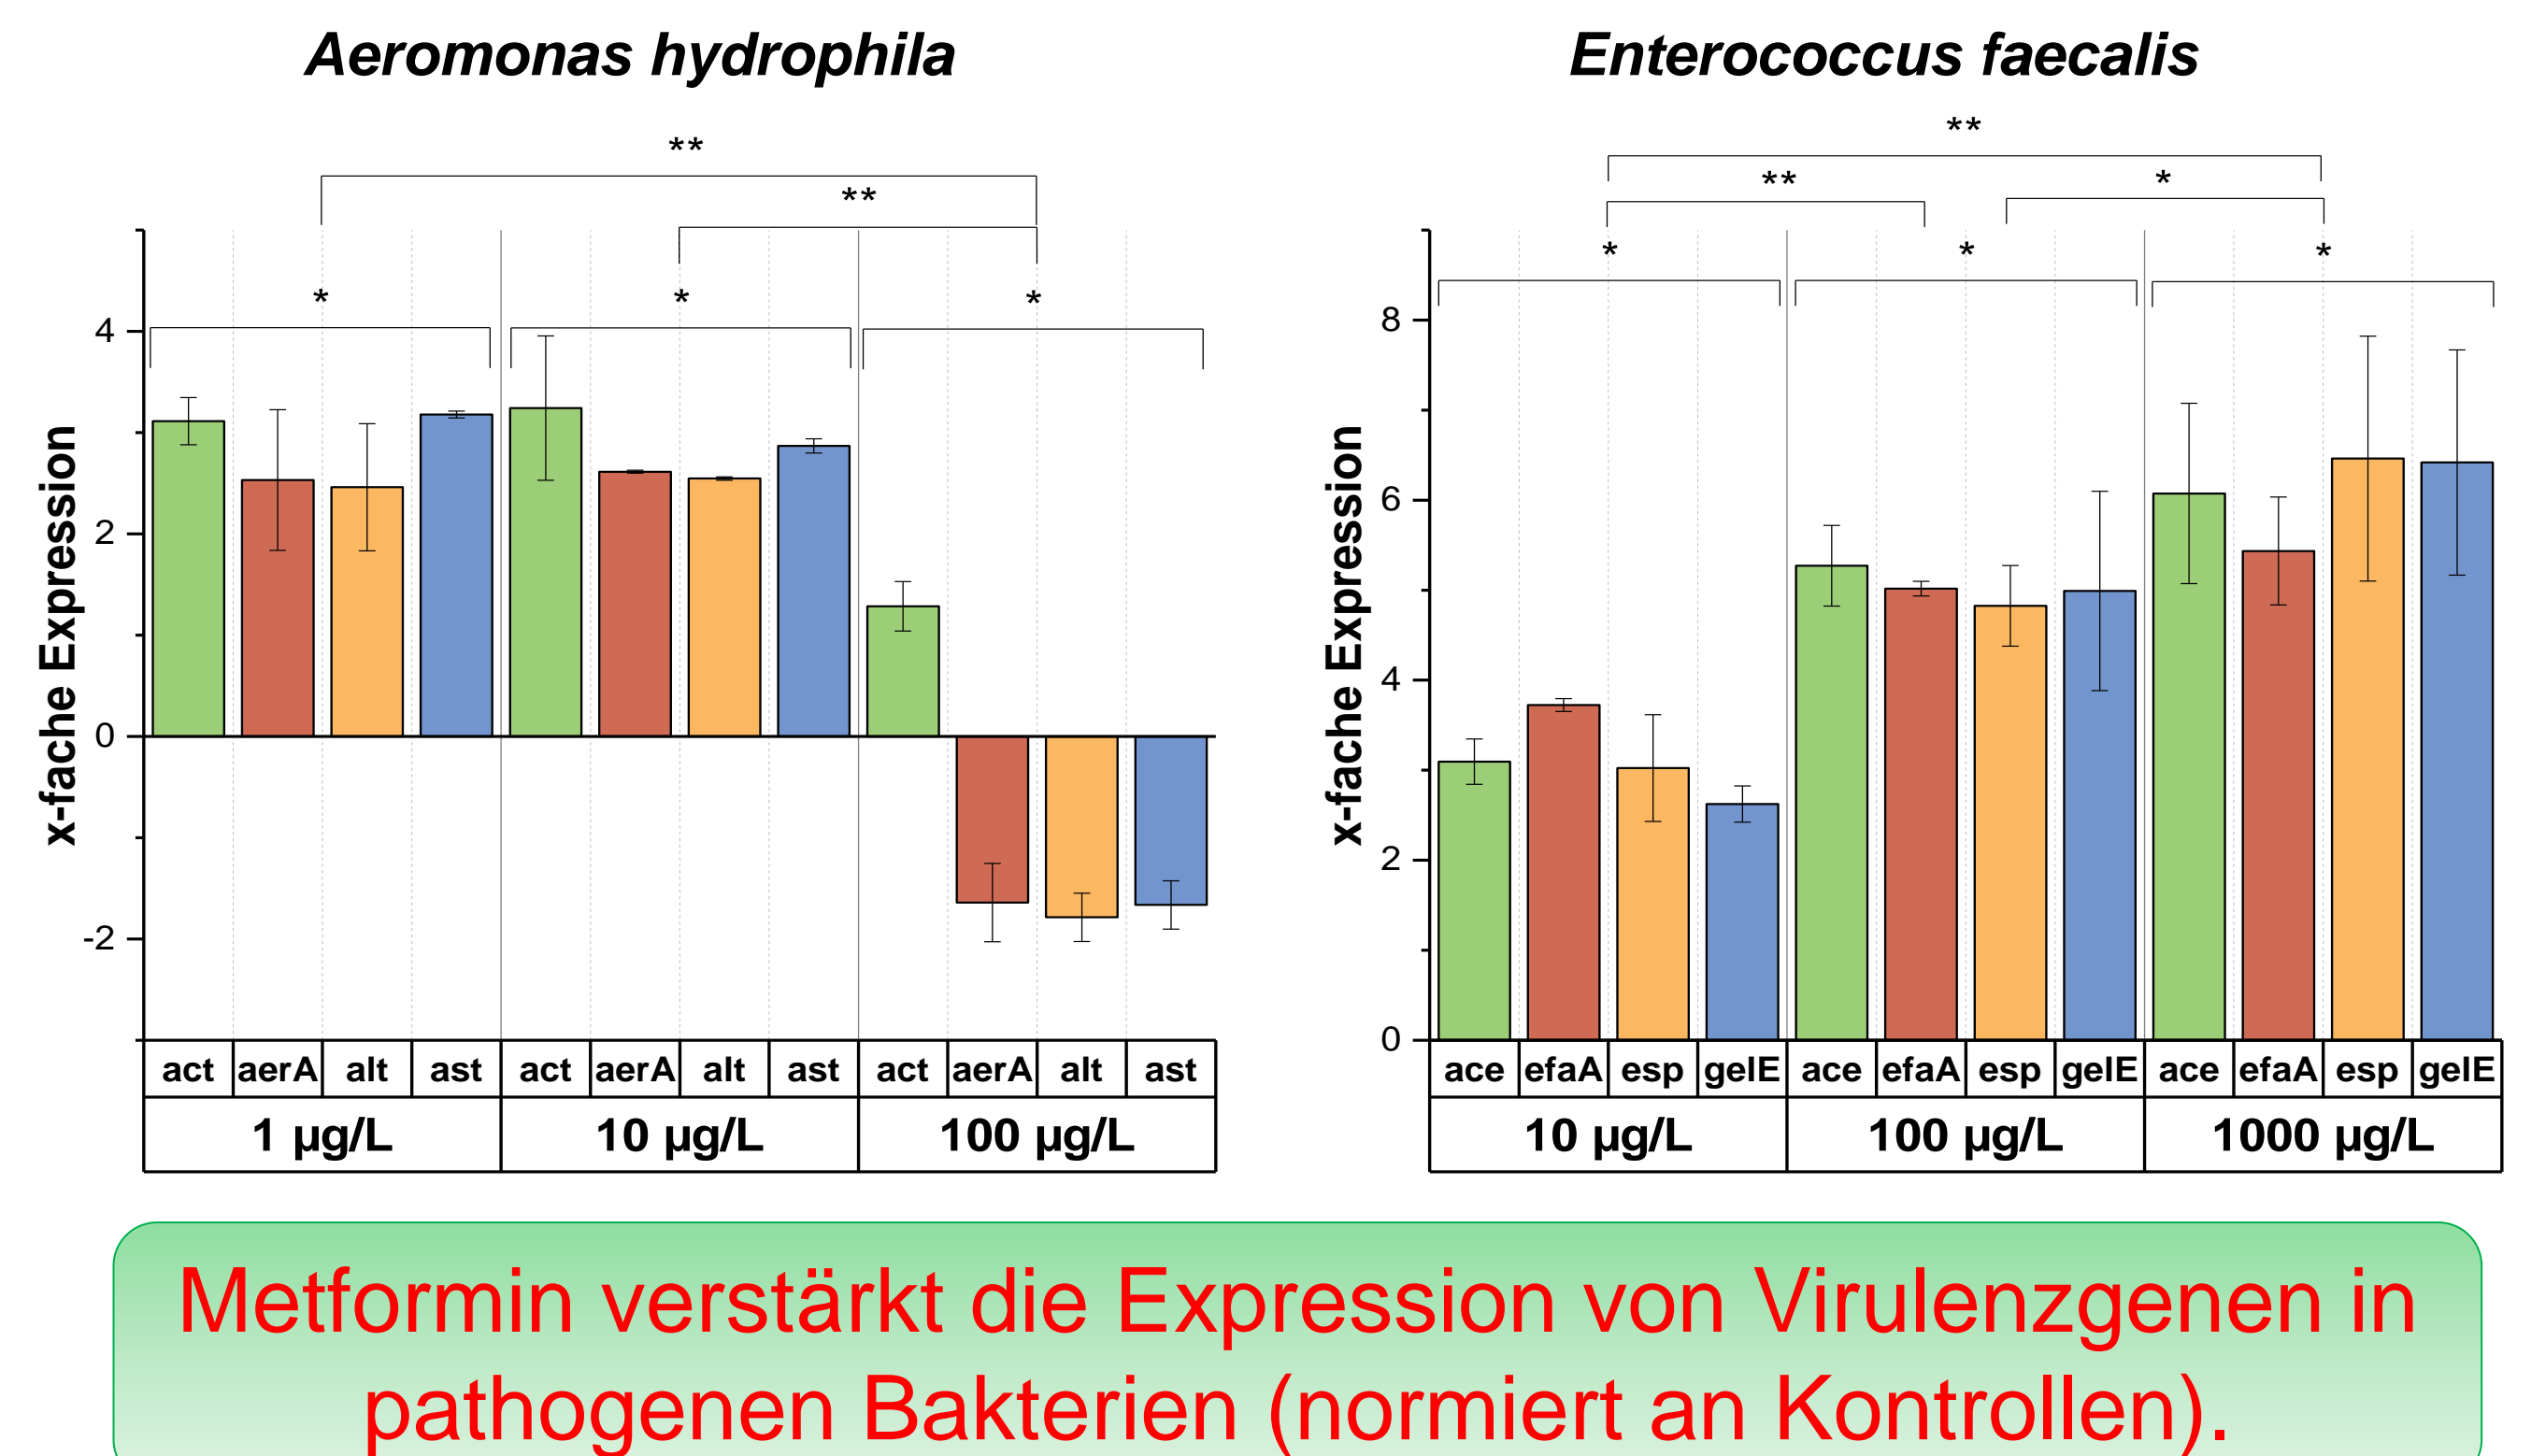 Aeromonas hydrophila
**
**
* * *
x-fache Expression
4
2
0
-2
act aerA alt ast act aerA alt ast act aerA alt ast
1 µg/L 10 µg/L 100 µg/L
Enterococcus faecalis
**
** *
* * *
x-fache Expression
8
6
4
2
0
ace efaA esp gelE ace efaA esp gelE ace efaA esp gelE
10 µg/L 100 µg/L 1000 µg/L
Metformin verstärkt die Expression von Virulenzgenen in
pathogenen Bakterien (normiert an Kontrollen).